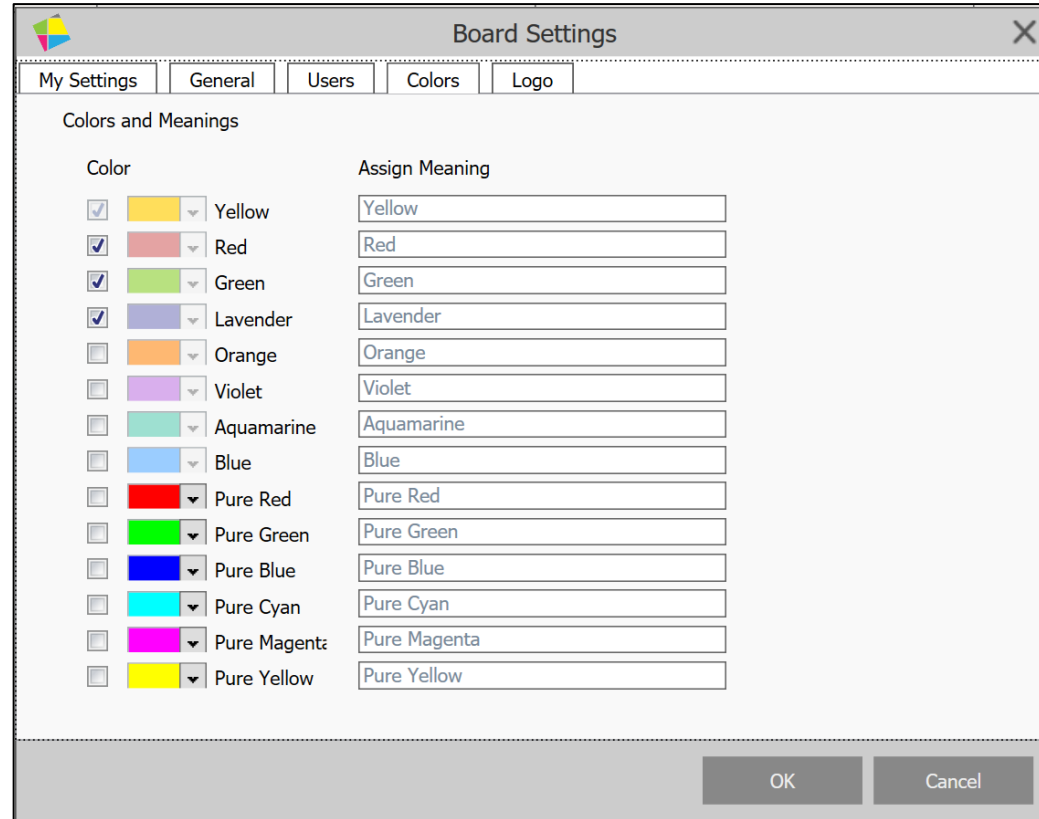 Board Settings
My Settings General Users Colors Logo
Colors and Meanings
Color Assign Meaning
Yellow Yellow
Red Red
Green Green
Lavender Lavender
Orange Orange
Violet Violet
Aquamarine Aquamarine
Blue Blue
Pure Red Pure Red
Pure Green Pure Green
Pure Blue Pure Blue
Pure Cyan Pure Cyan
Pure Magenta Pure Magenta
Pure Yellow Pure Yellow
OK Cancel